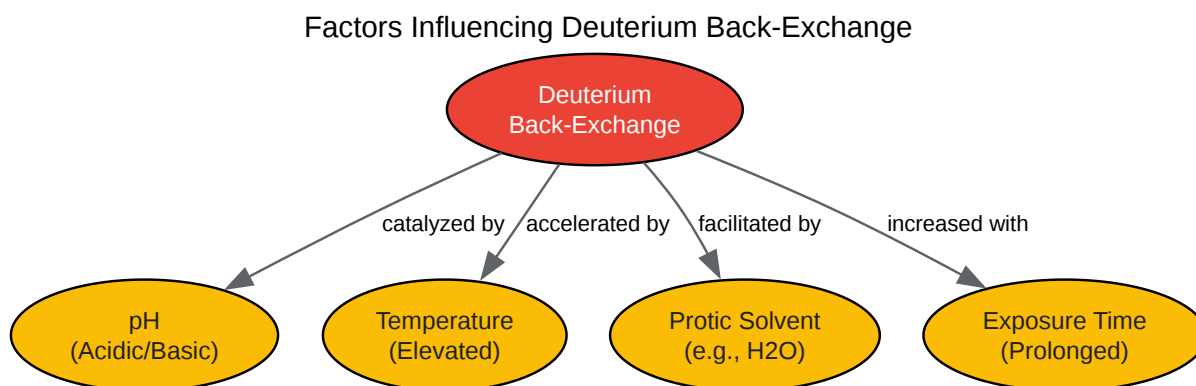 Factors Influencing Deuterium Back-Exchange
Deuterium
Back-Exchange
catalyzed by
accelerated by
facilitated by
increased with
pH
(Acidic/Basic)
Temperature
(Elevated)
Protic Solvent
(e.g., H2O)
Exposure Time
(Prolonged)